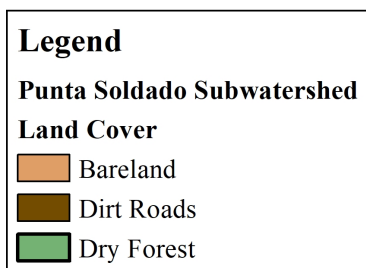 Legend
Punta Soldado Subwatershed
Land Cover
Bareland
Dirt Roads
Dry Forest